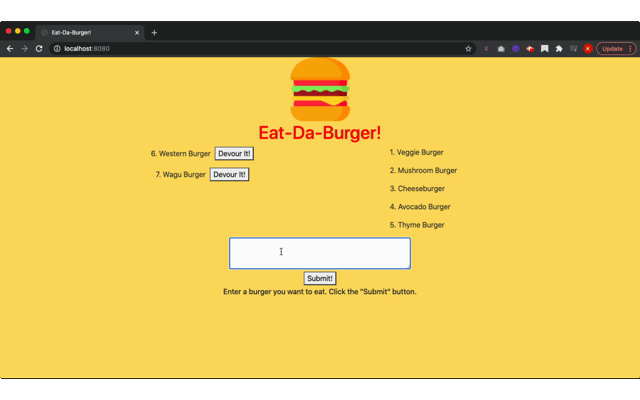 Eat-Da-Burger!
localhost:8080
Update
Eat-Da-Burger!
6. Western Burger Devour It!
7. Wagu Burger Devour It!
1. Veggie Burger
2. Mushroom Burger
3. Cheeseburger
4. Avocado Burger
5. Thyme Burger
Submit!
Enter a burger you want to eat. Click the "Submit" button.